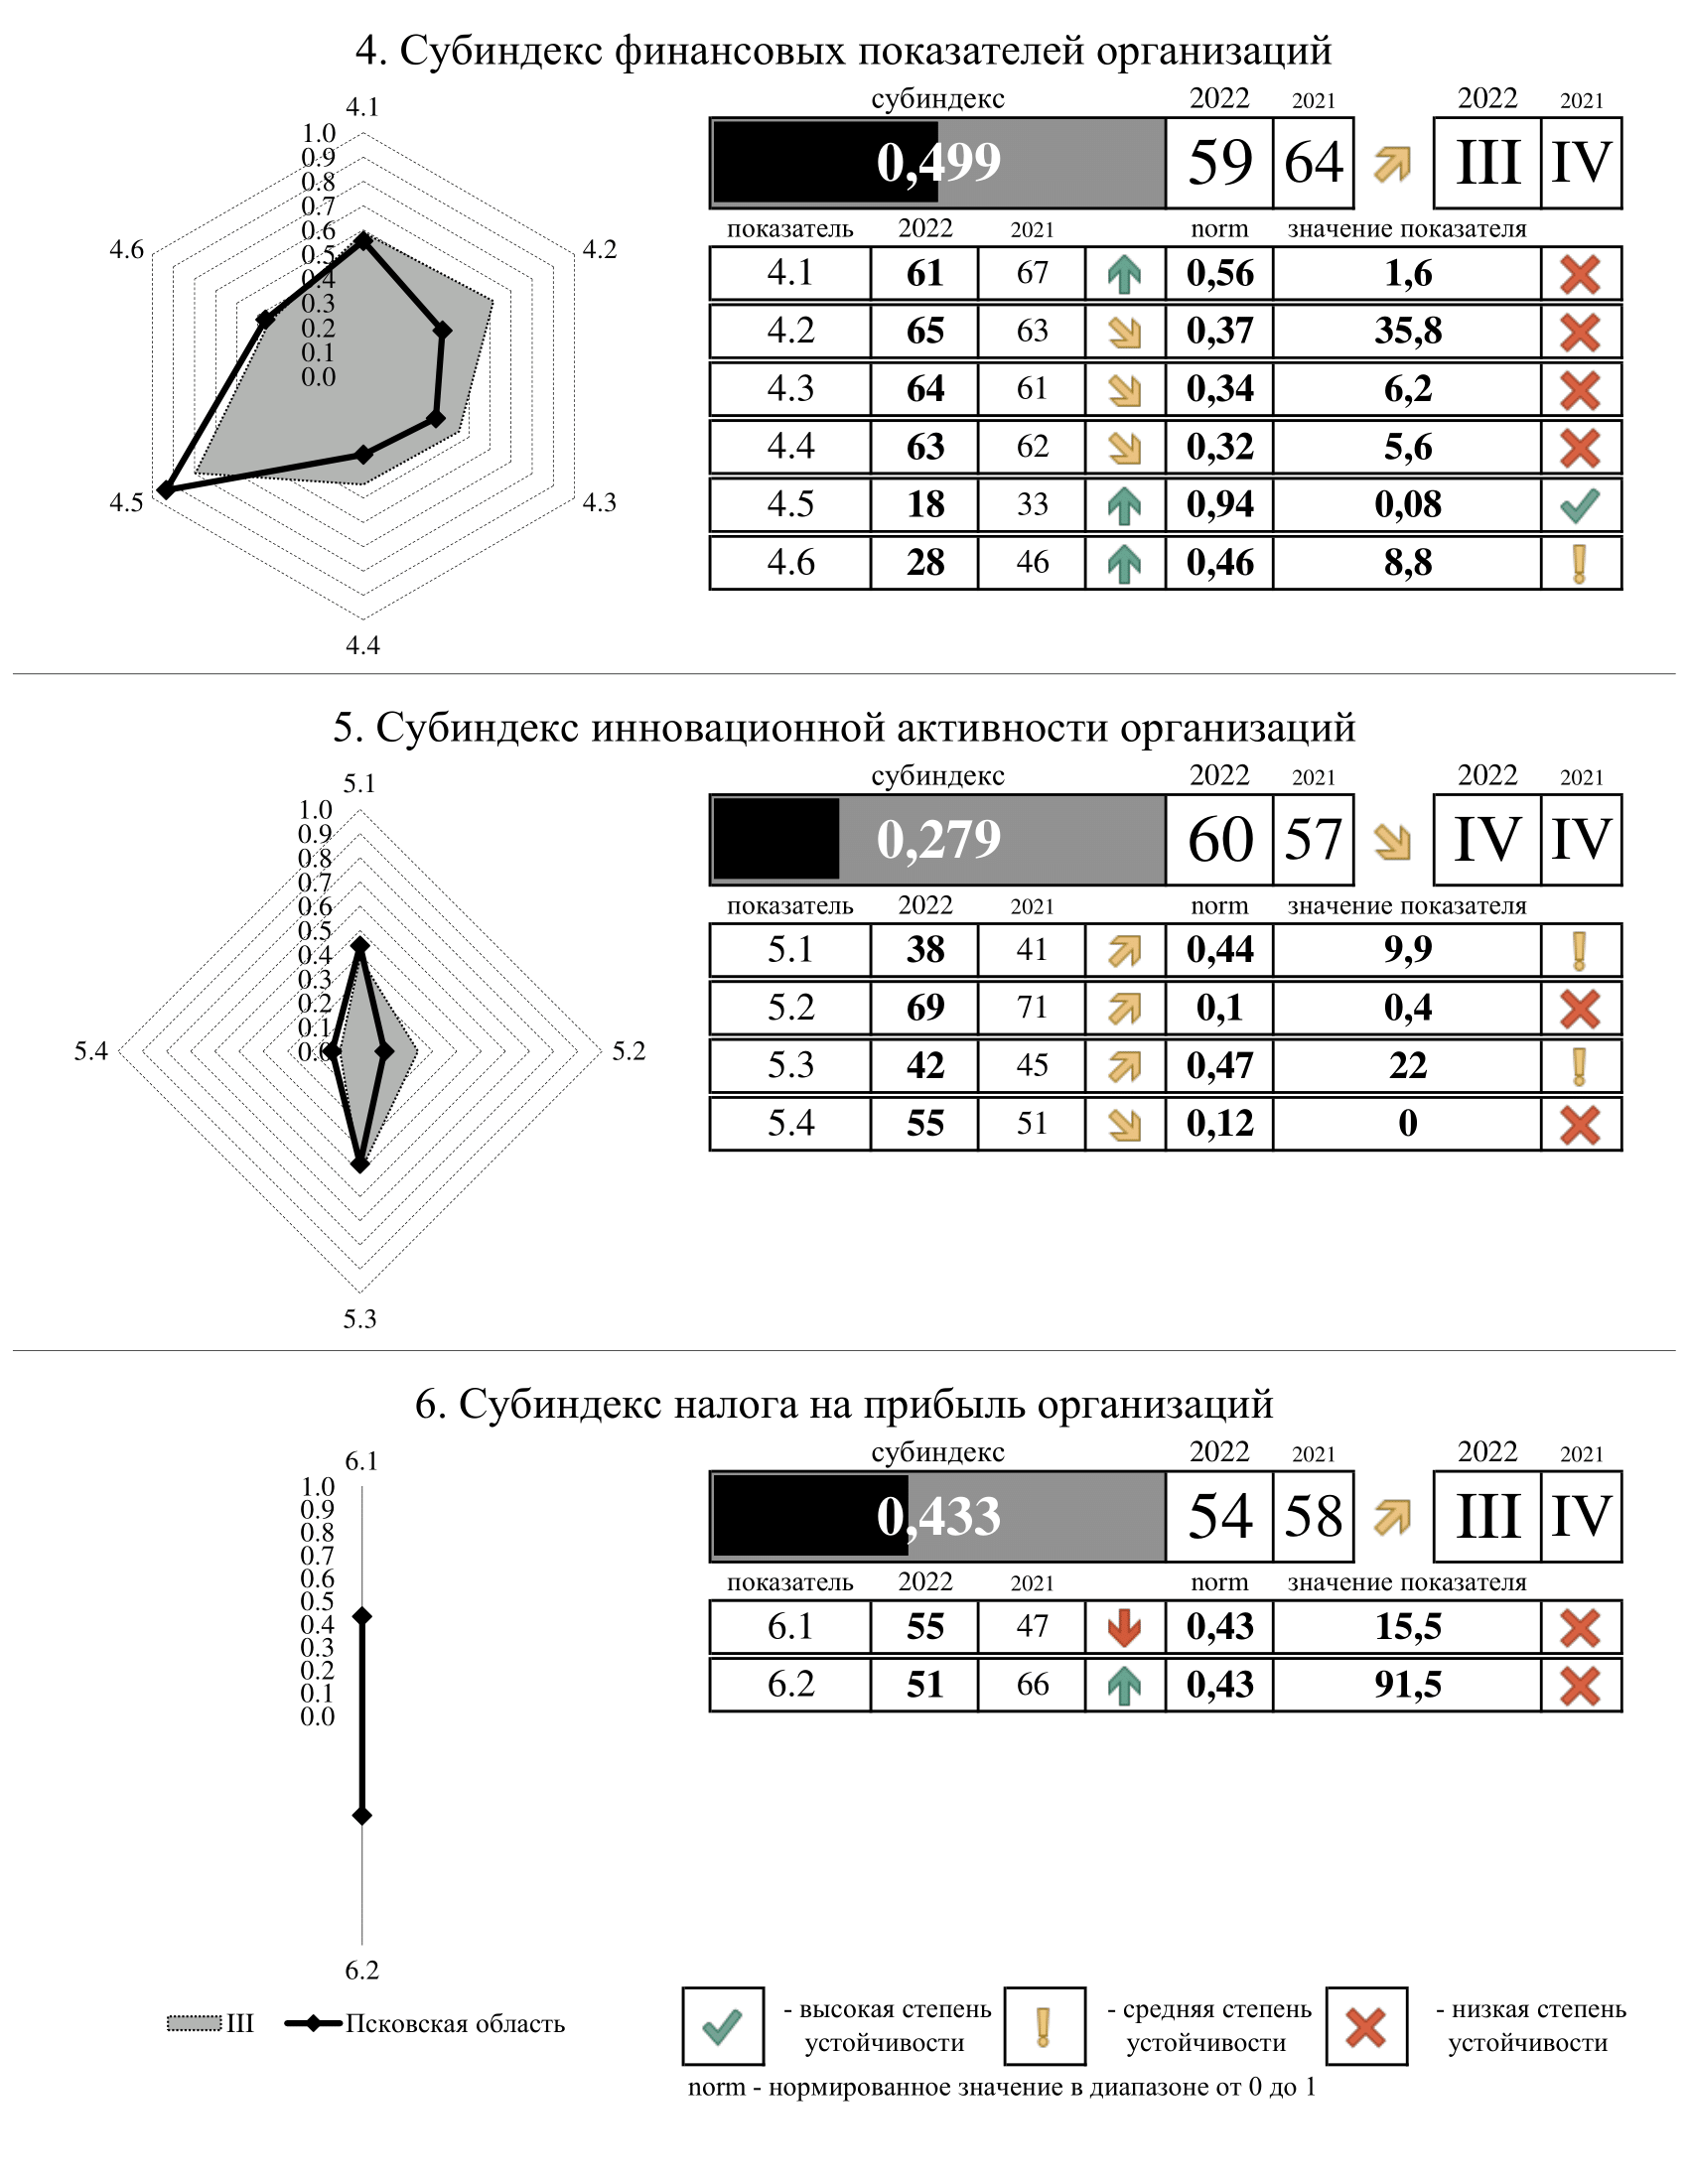 4. Субиндекс финансовых показателей организаций
4.1
1.0
0.9
0.8
0.7
0.6
0.5
0.4
0.3
0.2
0.1
0.0
4.2
4.3
4.4
4.5
4.6
субиндекс 2022 2021 2022 2021
0,499 59 64 III IV
показатель 2022 2021 norm значение показателя
4.1 61 67 0,56 1,6
4.2 65 63 0,37 35,8
4.3 64 61 0,34 6,2
4.4 63 62 0,32 5,6
4.5 18 33 0,94 0,08
4.6 28 46 0,46 8,8
5. Субиндекс инновационной активности организаций
5.1
1.0
0.9
0.8
0.7
0.6
0.5
0.4
0.3
0.2
0.1
0.0
5.2
5.3
5.4
субиндекс 2022 2021 2022 2021
0,279 60 57 IV IV
показатель 2022 2021 norm значение показателя
5.1 38 41 0,44 9,9
5.2 69 71 0,1 0,4
5.3 42 45 0,47 22
5.4 55 51 0,12 0
6. Субиндекс налога на прибыль организаций
6.1
1.0
0.9
0.8
0.7
0.6
0.5
0.4
0.3
0.2
0.1
0.0
6.2
субиндекс 2022 2021 2022 2021
0,433 54 58 III IV
показатель 2022 2021 norm значение показателя
6.1 55 47 0,43 15,5
6.2 51 66 0,43 91,5
III Псковская область
- высокая степень
устойчивости
- средняя степень
устойчивости
- низкая степень
устойчивости
norm - нормированное значение в диапазоне от 0 до 1